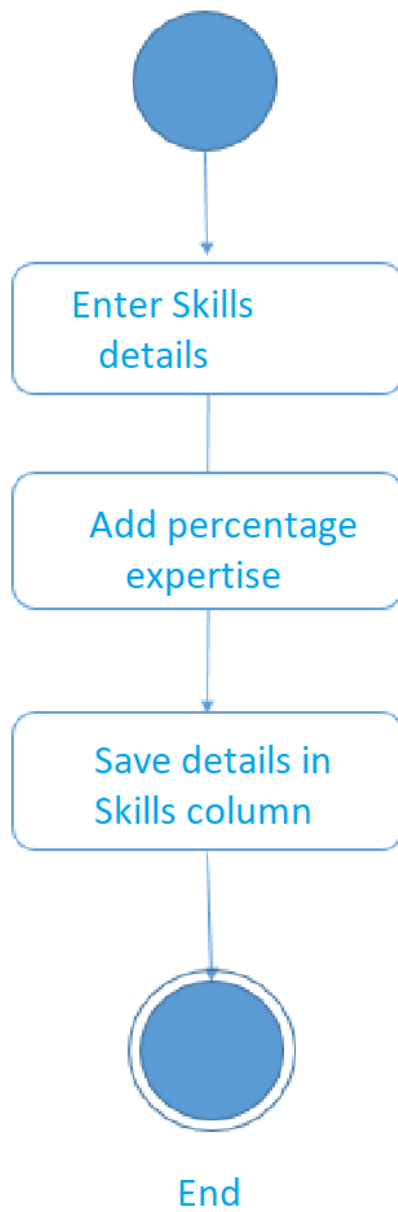 Enter Skills
details
Add percentage
expertise
Save details in
Skills column
End